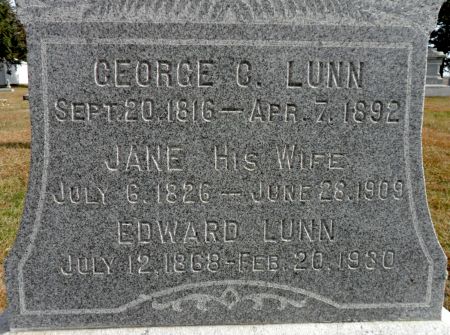 GEORGE C. LUNN
SEPT. 20. 1816 — APR. 7. 1892
JANE HIS WIFE
JULY 6. 1826 — JUNE 28. 1909
EDWARD LUNN
JULY 12. 1868 - FEB. 20. 1930